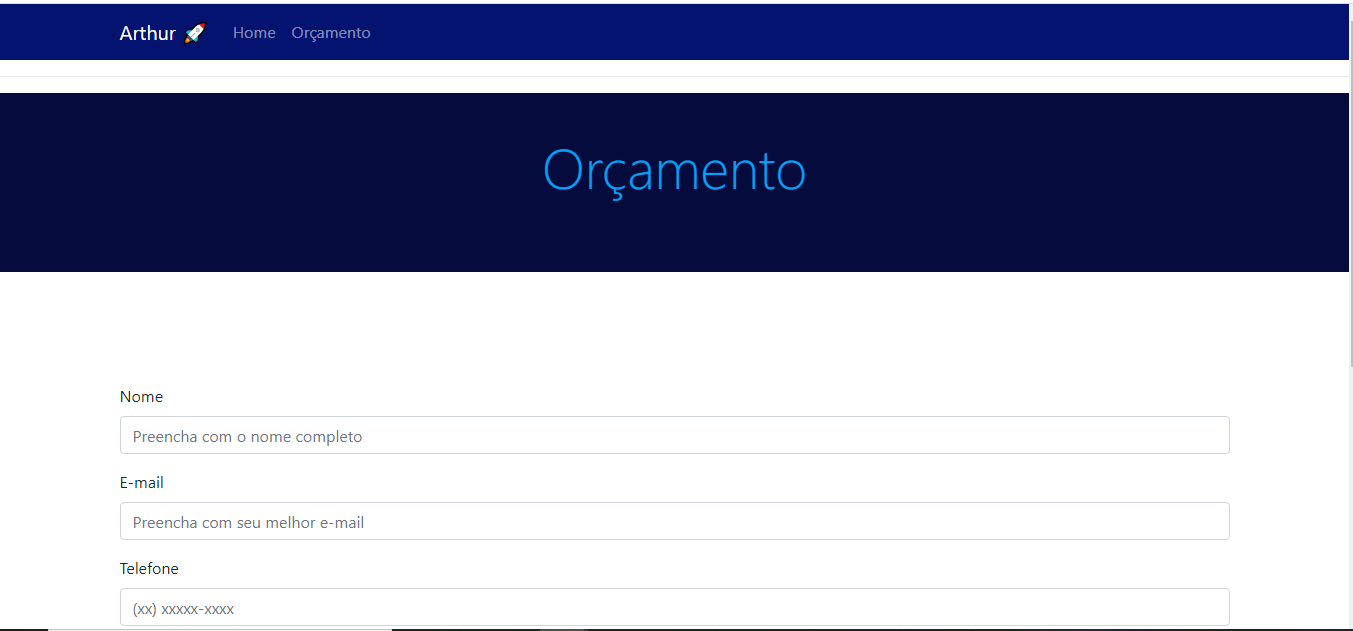 Arthur 🚀 Home Orçamento
Orçamento
Nome
Preencha com o nome completo
E-mail
Preencha com seu melhor e-mail
Telefone
(xx) xxxxx-xxxx